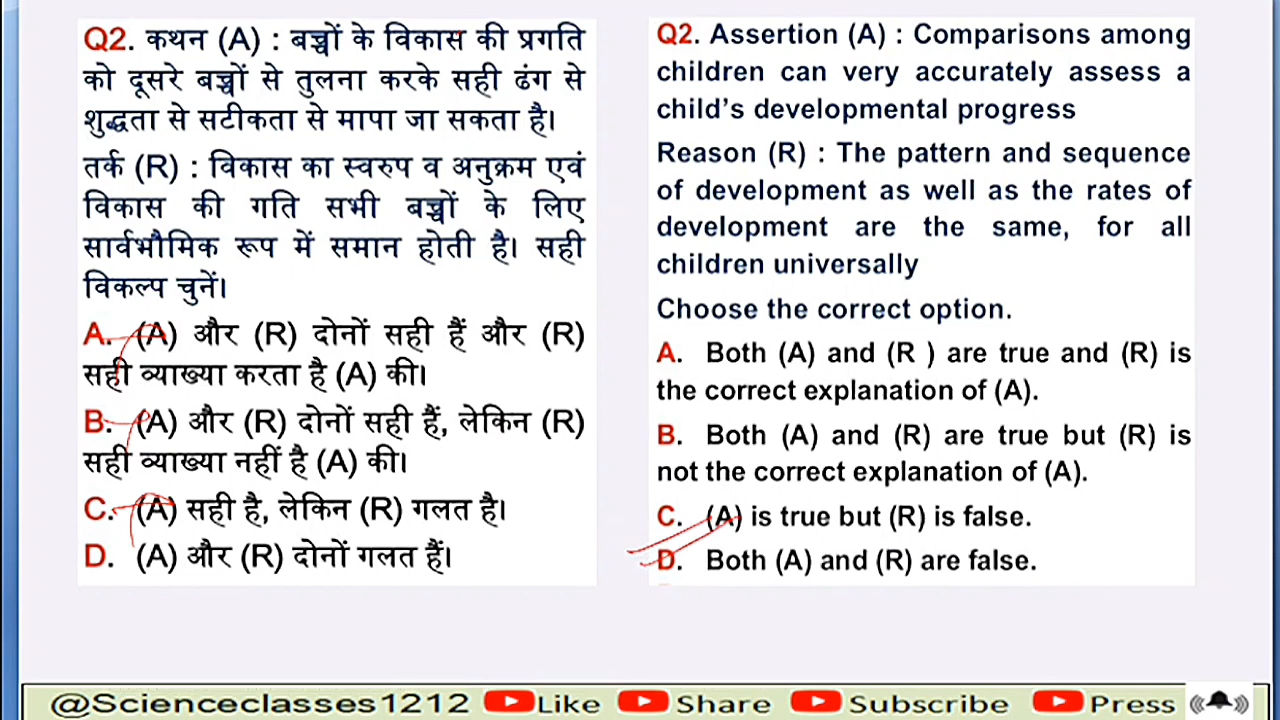 Q2. कथन (A) : बच्चों के विकास की प्रगति
को दूसरे बच्चों से तुलना करके सही ढंग से
शुद्धता से सटीकता से मापा जा सकता है।
तर्क (R) : विकास का स्वरुप व अनुक्रम एवं
विकास की गति सभी बच्चों के लिए
सार्वभौमिक रूप में समान होती है। सही
विकल्प चुनें।
A. (A) और (R) दोनों सही हैं और (R)
सही व्याख्या करता है (A) की।
B. (A) और (R) दोनों सही हैं, लेकिन (R)
सही व्याख्या नहीं है (A) की।
C. (A) सही है, लेकिन (R) गलत है।
D. (A) और (R) दोनों गलत हैं।
Q2. Assertion (A) : Comparisons among
children can very accurately assess a
child's developmental progress
Reason (R) : The pattern and sequence
of development as well as the rates of
development are the same, for all
children universally
Choose the correct option.
A. Both (A) and (R ) are true and (R) is
the correct explanation of (A).
B. Both (A) and (R) are true but (R) is
not the correct explanation of (A).
C. (A) is true but (R) is false.
D. Both (A) and (R) are false.
@Scienceclasses1212 Like Share Subscribe Press